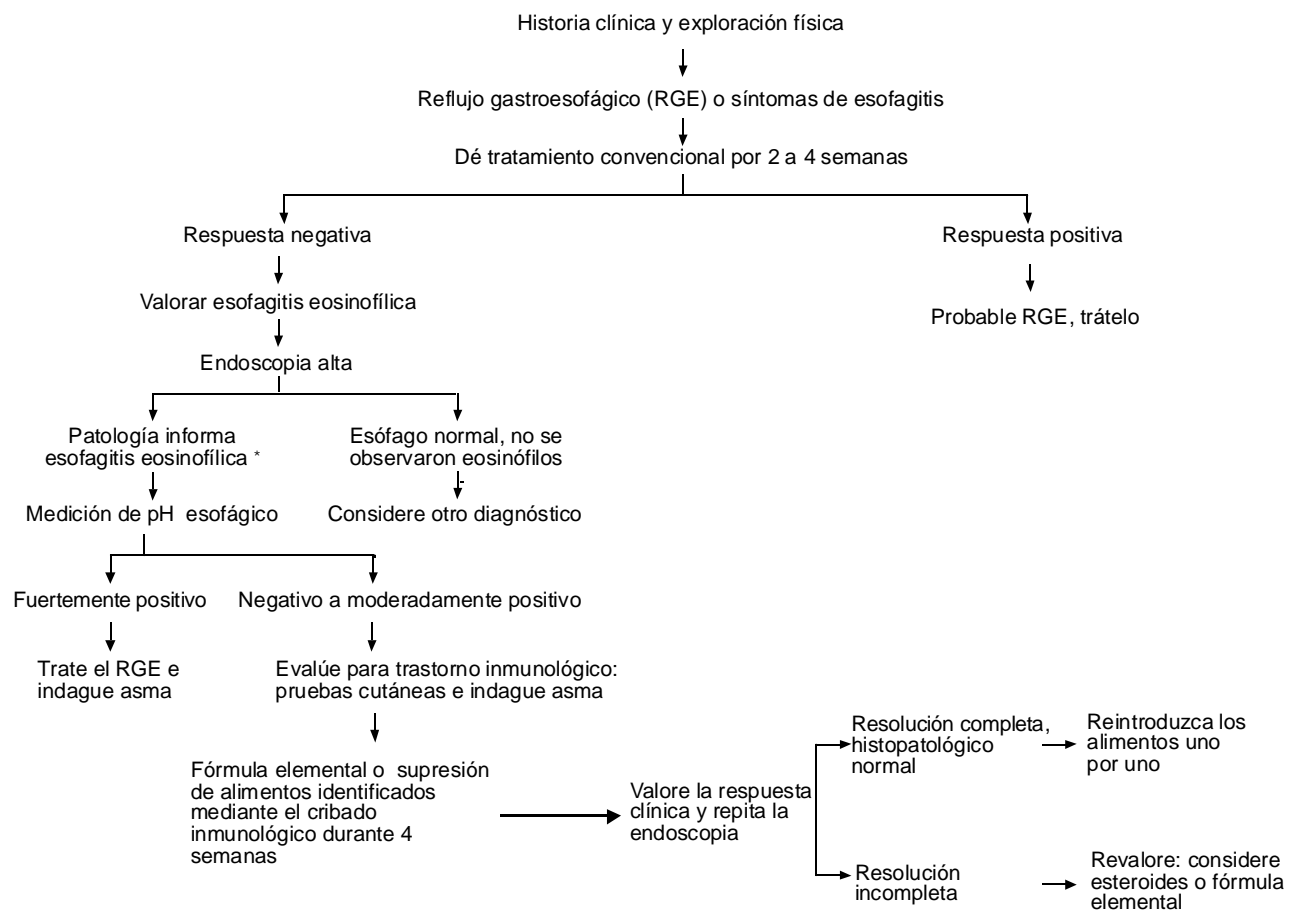 Historia clínica y exploración física
Reflujo gastroesofágico (RGE) o síntomas de esofagitis
Dé tratamiento convencional por 2 a 4 semanas
Respuesta negativa
Respuesta positiva
Valorar esofagitis eosinofílica
Probable RGE, trátelo
Endoscopia alta
Patología informa
esofagitis eosinofílica *
Esófago normal, no se
observaron eosinófilos
Medición de pH esofágico
Considere otro diagnóstico
Fuertemente positivo
Negativo a moderadamente positivo
Trate el RGE e
indague asma
Evalúe para trastorno inmunológico:
pruebas cutáneas e indague asma
Fórmula elemental o supresión
de alimentos identificados
mediante el cribado
inmunológico durante 4
semanas
Valore la respuesta
clínica y repita la
endoscopia
Resolución completa,
histopatológico
normal
Reintroduzca los
alimentos uno
por uno
Resolución
incompleta
Revalore: considere
esteroides o fórmula
elemental